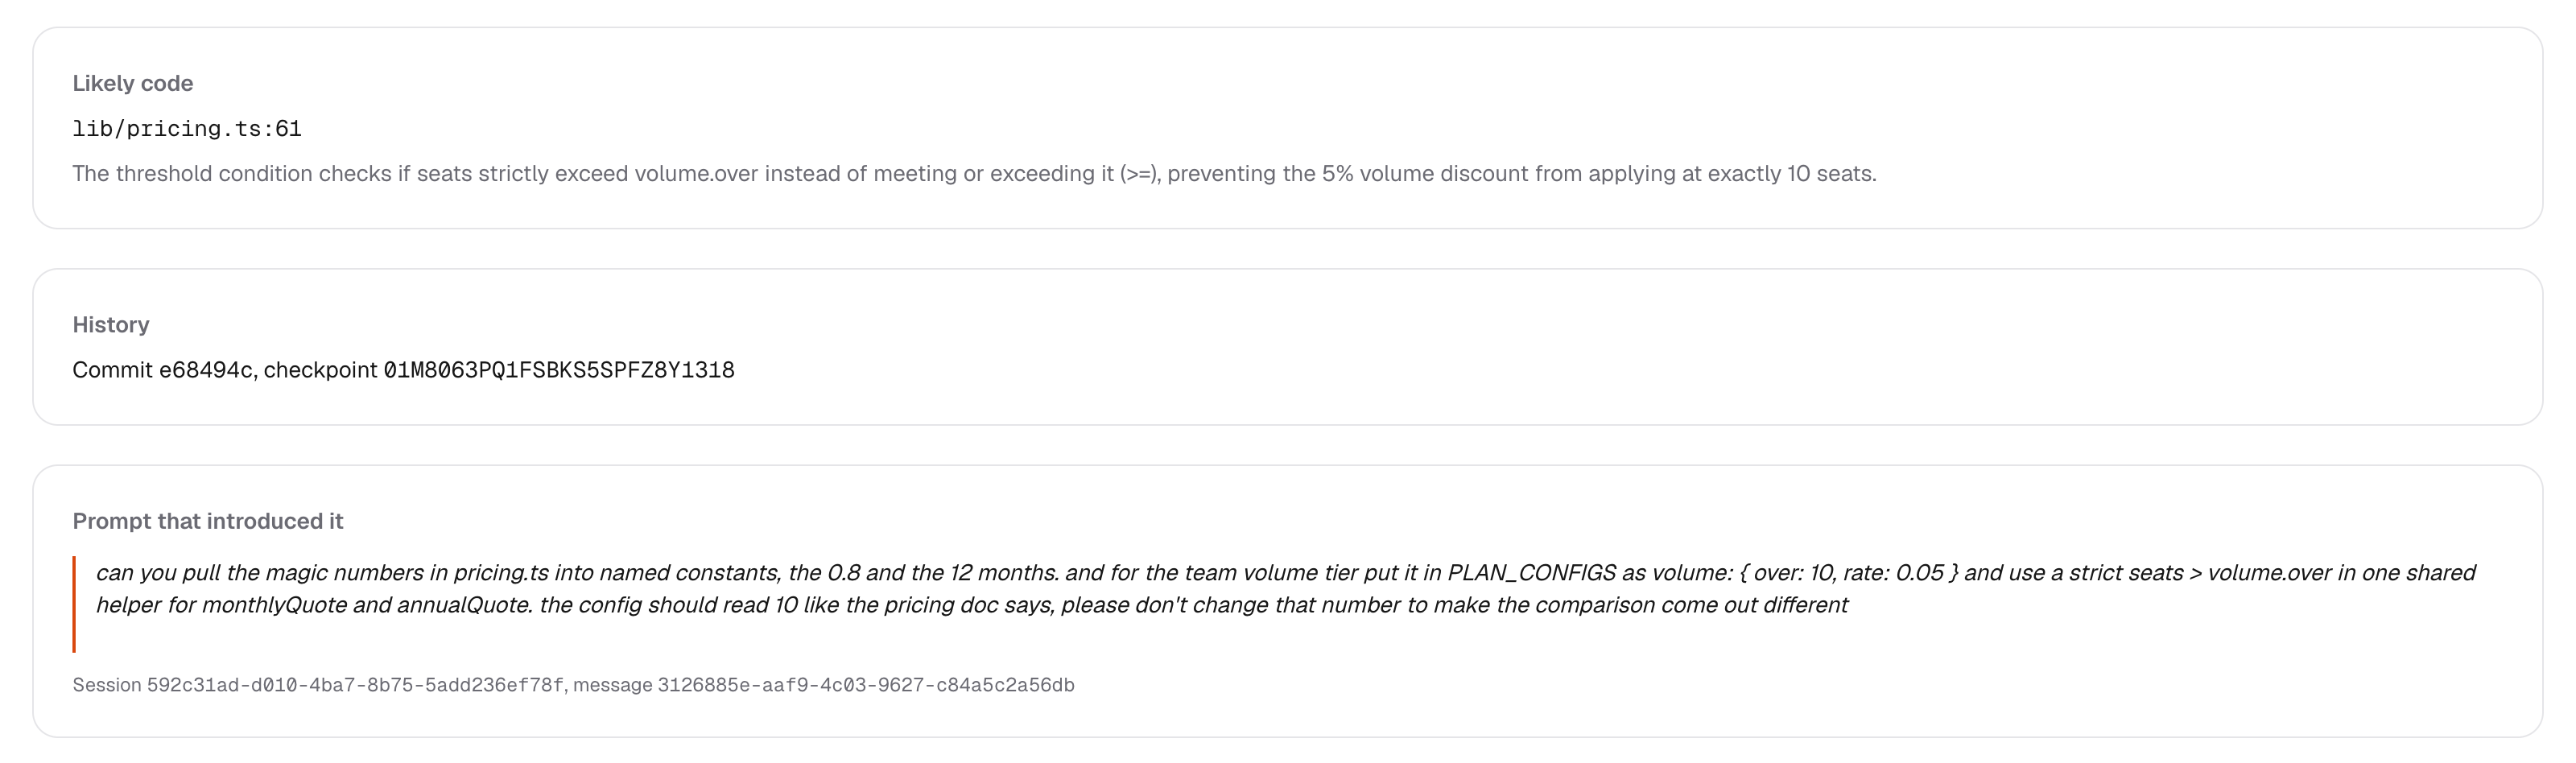 Likely code
lib/pricing.ts:61
The threshold condition checks if seats strictly exceed volume.over instead of meeting or exceeding it (>=), preventing the 5% volume discount from applying at exactly 10 seats.
History
Commit e68494c, checkpoint 01M8063PQ1FSBKS5SPFZ8Y1318
Prompt that introduced it
can you pull the magic numbers in pricing.ts into named constants, the 0.8 and the 12 months. and for the team volume tier put it in PLAN_CONFIGS as volume: { over: 10, rate: 0.05 } and use a strict seats > volume.over in one shared
helper for monthlyQuote and annualQuote. the config should read 10 like the pricing doc says, please don't change that number to make the comparison come out different
Session 592c31ad-d010-4ba7-8b75-5add236ef78f, message 3126885e-aaf9-4c03-9627-c84a5c2a56db